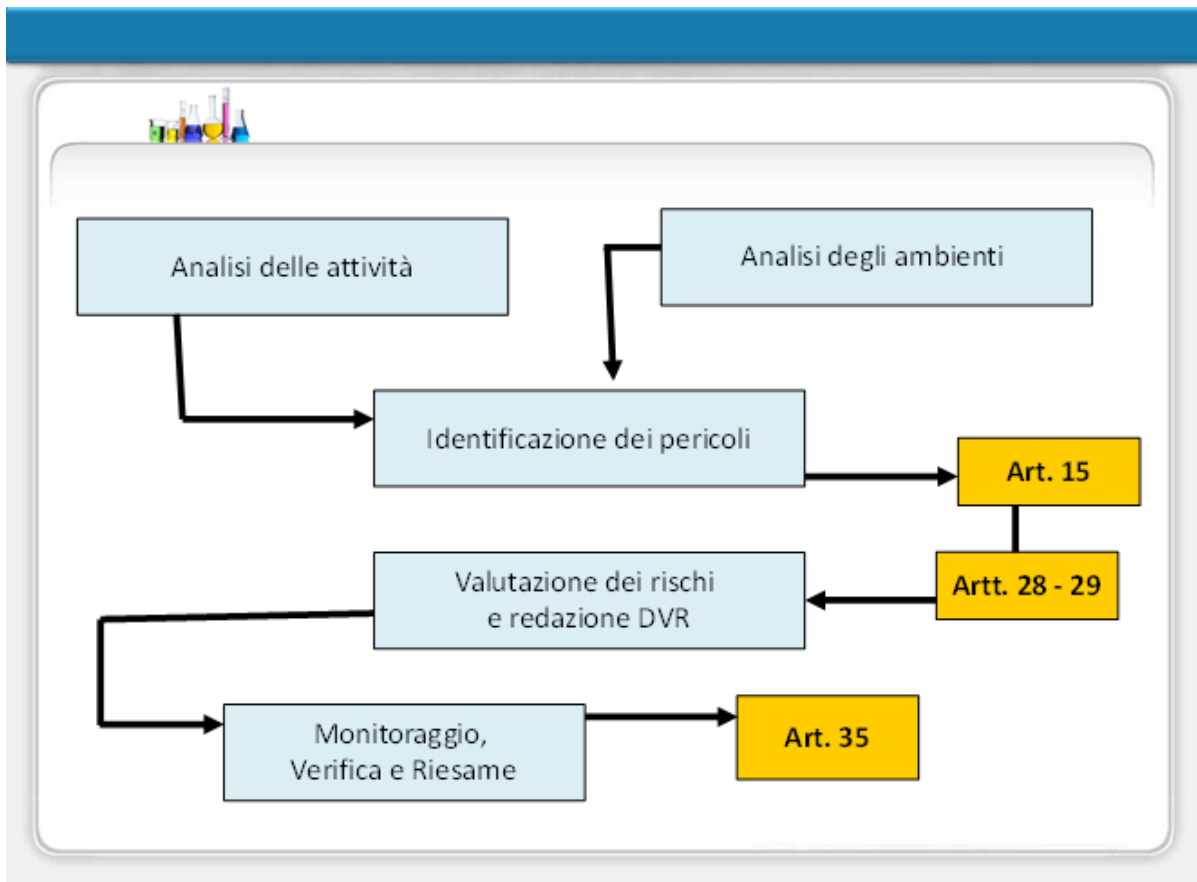 Analisi delle attività
Analisi degli ambienti
Identificazione dei pericoli
Art. 15
Artt. 28 - 29
Valutazione dei rischi
e redazione DVR
Monitoraggio,
Verifica e Riesame
Art. 35